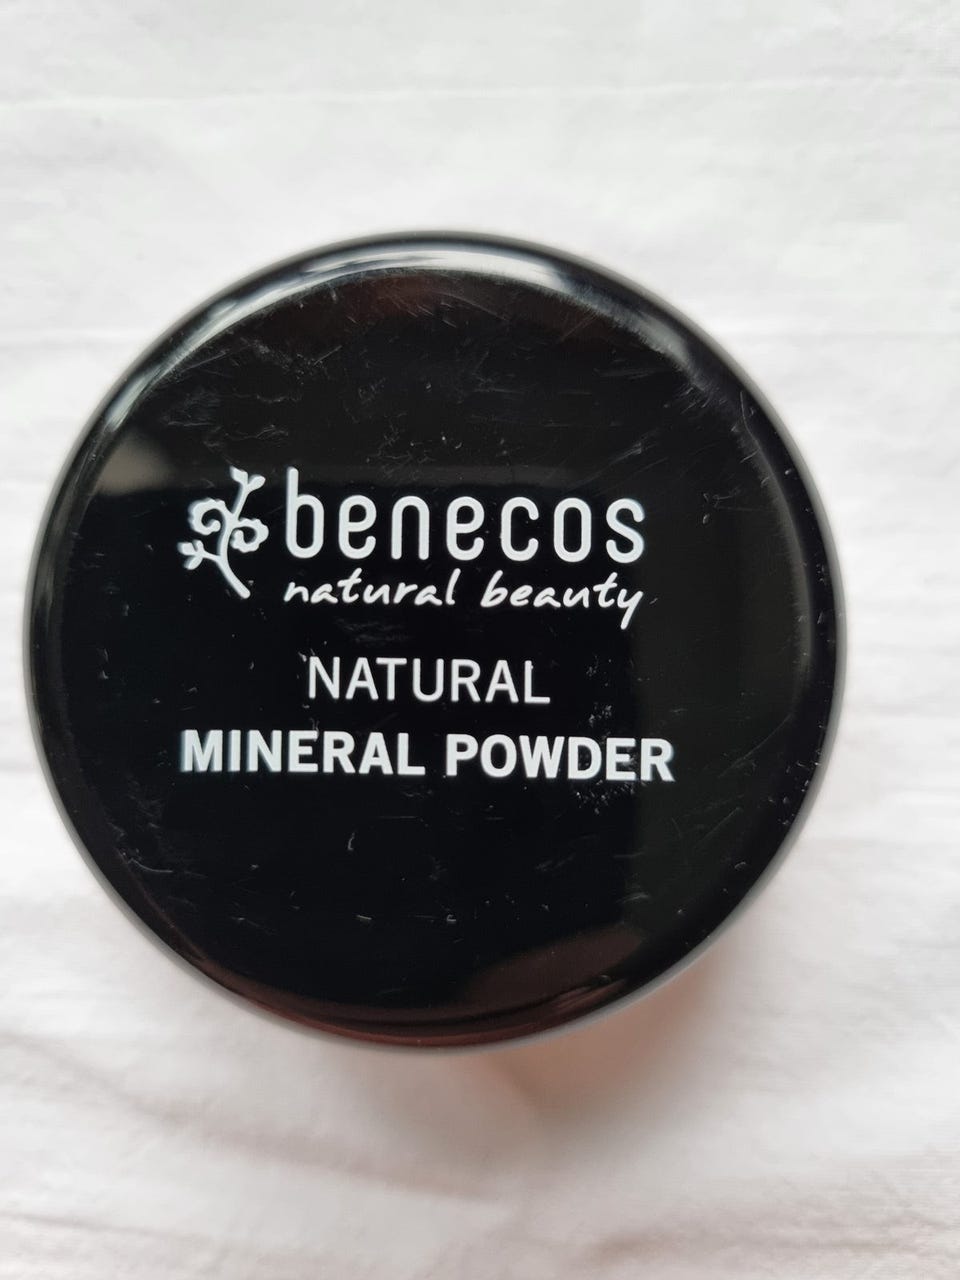 benecos
natural beauty
NATURAL
MINERAL POWDER